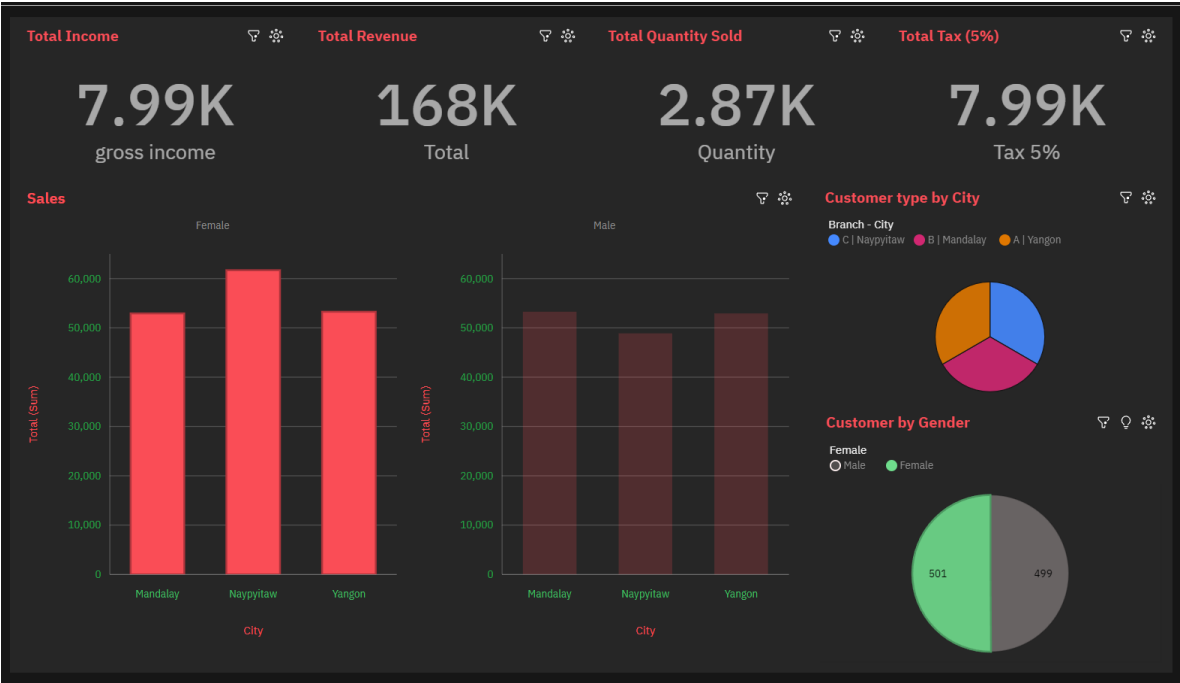 Total Income
Total Revenue
Total Quantity Sold
Total Tax (5%)
7.99K
168K
2.87K
7.99K
gross income
Total
Quantity
Tax 5%
Sales
Female
Male
Total (Sum)
60,000
50,000
40,000
30,000
20,000
10,000
0
Mandalay
Naypyitaw
Yangon
City
Total (Sum)
60,000
50,000
40,000
30,000
20,000
10,000
0
Mandalay
Naypyitaw
Yangon
City
Customer type by City
Branch - City
C | Naypyitaw
B | Mandalay
A | Yangon
Customer by Gender
Female
Male
Female
501
499